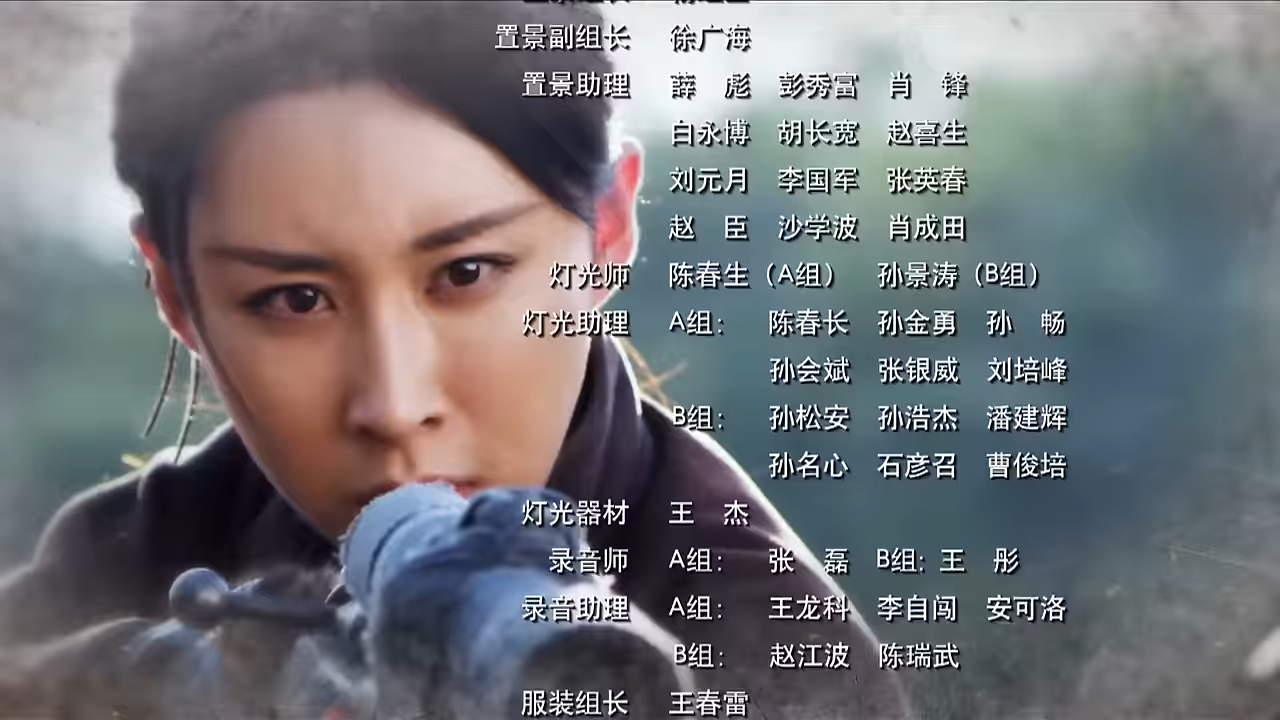 置景副组长 徐广海
置景助理 薛 彪 彭秀富 肖 锋
白永博 胡长宽 赵喜生
刘元月 李国军 张英春
赵 臣 沙学波 肖成田
灯光师 陈春生（A组） 孙景涛（B组）
灯光助理 A组： 陈春长 孙金勇 孙 畅
孙会斌 张银威 刘培峰
B组： 孙松安 孙浩杰 潘建辉
孙名心 石彦召 曹俊培
灯光器材 王 杰
录音师 A组： 张 磊 B组: 王 彤
录音助理 A组： 王龙科 李自闯 安可洛
B组： 赵江波 陈瑞武
服装组长 王春雷